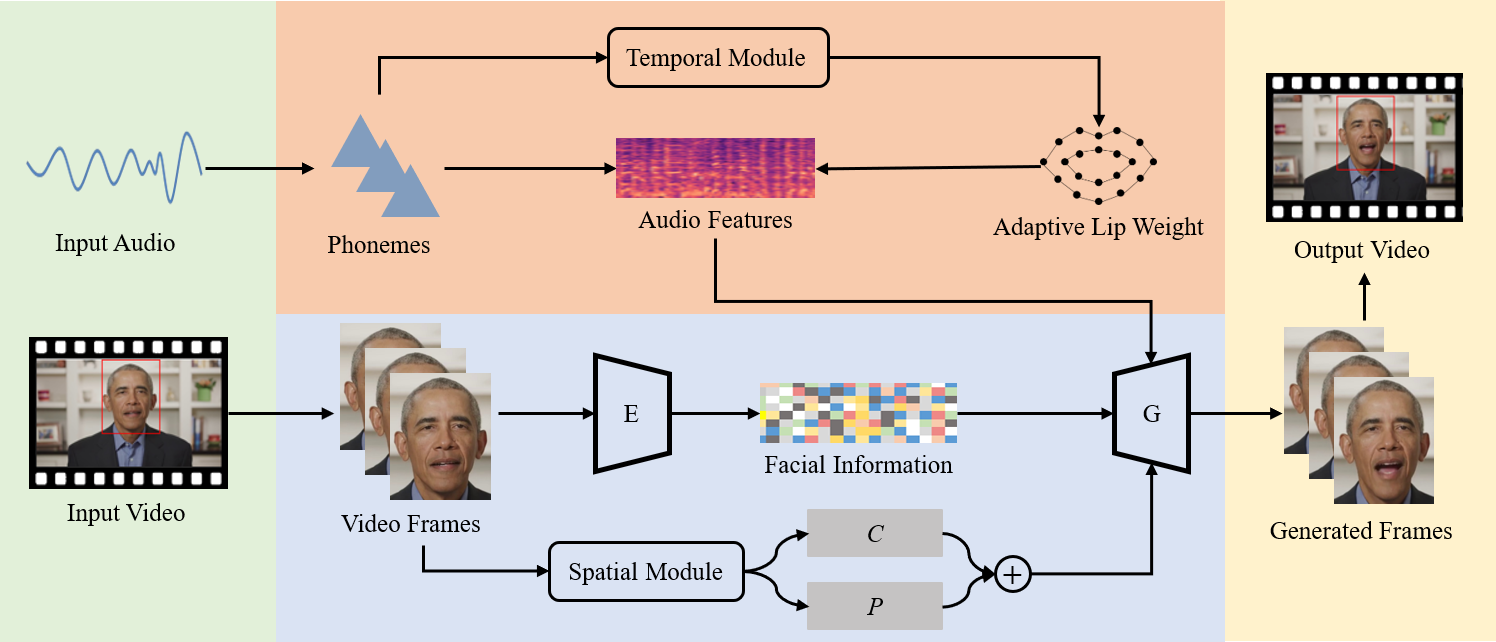 Temporal Module
Input Audio
Phonemes
Audio Features
Adaptive Lip Weight
Output Video
Input Video
Video Frames
E
Facial Information
G
Generated Frames
Spatial Module
C
P
+